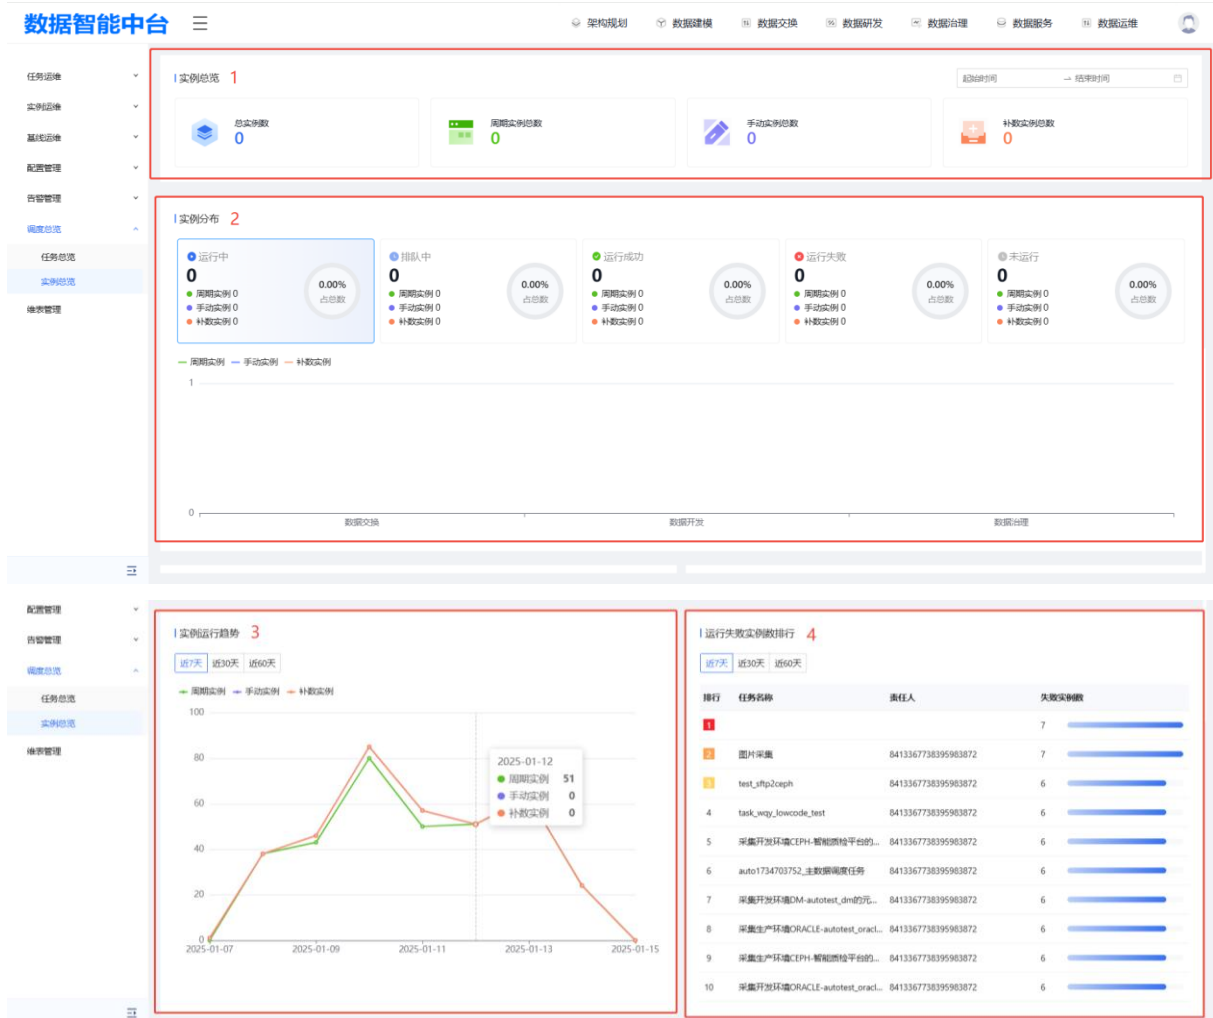 数据智能中台
架构规划 数据建模 数据交换 数据研发 数据治理 数据服务 数据运维
任务运维
实例运维
基线运维
配置管理
告警管理
调度总览
任务总览
实例总览
维表管理
实例总览 1
起始时间 → 结束时间
总实例数
0
周期实例总数
0
手动实例总数
0
补数实例总数
0
实例分布 2
运行中
0
周期实例 0
手动实例 0
补数实例 0
0.00%
占总数
排队中
0
周期实例 0
手动实例 0
补数实例 0
0.00%
占总数
运行成功
0
周期实例 0
手动实例 0
补数实例 0
0.00%
占总数
运行失败
0
周期实例 0
手动实例 0
补数实例 0
0.00%
占总数
未运行
0
周期实例 0
手动实例 0
补数实例 0
0.00%
占总数
周期实例 手动实例 补数实例
1
0
数据交换 数据开发 数据治理
配置管理
告警管理
调度总览
任务总览
实例总览
维表管理
实例运行趋势 3
近7天 近30天 近60天
周期实例 手动实例 补数实例
100
80
60
40
20
0
2025-01-07 2025-01-09 2025-01-11 2025-01-13 2025-01-15
2025-01-12
周期实例 51
手动实例 0
补数实例 0
运行失败实例数排行 4
近7天 近30天 近60天
排行 任务名称 责任人 失败实例数
1 7
2 图片采集 8413367738395983872 7
3 test_sftp2ceph 8413367738395983872 6
4 task_wqy_lowcode_test 8413367738395983872 6
5 采集开发环境CEPH-智能质检平台的... 8413367738395983872 6
6 auto1734703752_主数据调度任务 8413367738395983872 6
7 采集开发环境DM-autotest_dm的元... 8413367738395983872 6
8 采集生产环境ORACLE-autotest_oracl... 8413367738395983872 6
9 采集生产环境CEPH-智能质检平台的... 8413367738395983872 6
10 采集开发环境ORACLE-autotest_oracl... 8413367738395983872 6